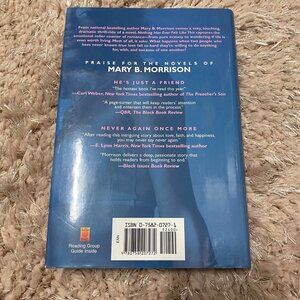 From national bestselling author Mary B. Morrison comes a sexy, touching,
dramatic thrill ride of a novel. Nothing Has Ever Felt Like This captures the
emotional roller coaster of romance—from pure ecstasy to wondering if life is
even worth living. Most of all, it asks: What happens when two people who
have never known true love fall so hard they're willing to do anything
for it, with, and because of one another?
PRAISE FOR THE NOVELS OF
MARY B. MORRISON
HE'S JUST A FRIEND
"The hottest book I've read this year."
—Carl Weber, New York Times bestselling author of The Preacher's Son
"A page-turner that will keep readers' attention
and entertain them in the process."
—QBR, The Black Book Review
NEVER AGAIN ONCE MORE
"After reading this intriguing story about love, faith, and happiness,
you may never say never again."
—E. Lynn Harris, New York Times bestselling author
"Morrison delivers a deep, passionate story that
builds readers from beginning to end."
—Black Issues Book Review
Reading Group
Guide Inside
ISBN 0-7582-0727-1
EAN
9 780758 207272